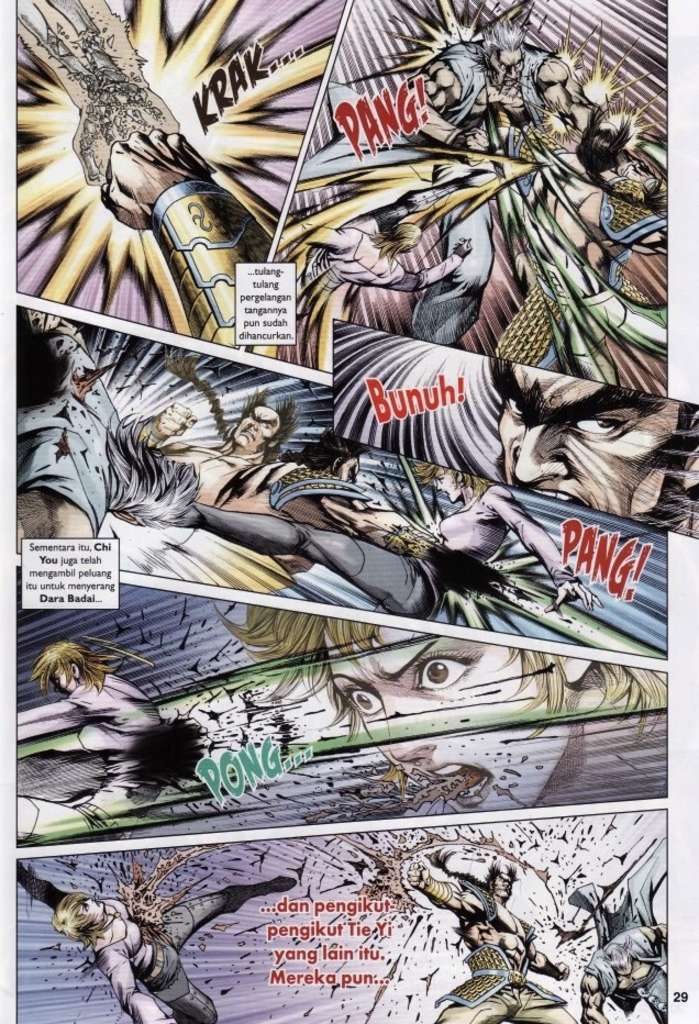 KRAK...
PANG!
...tulang-
tulang
pergelangan
tangannya
pun sudah
dihancurkan.
Bunuh!
PANG!
Sementara itu, Chi
You juga telah
mengambil peluang
itu untuk menyerang
Dara Badai...
PONG...
...dan pengikut-
pengikut Tie Yi
yang lain itu.
Mereka pun...
29